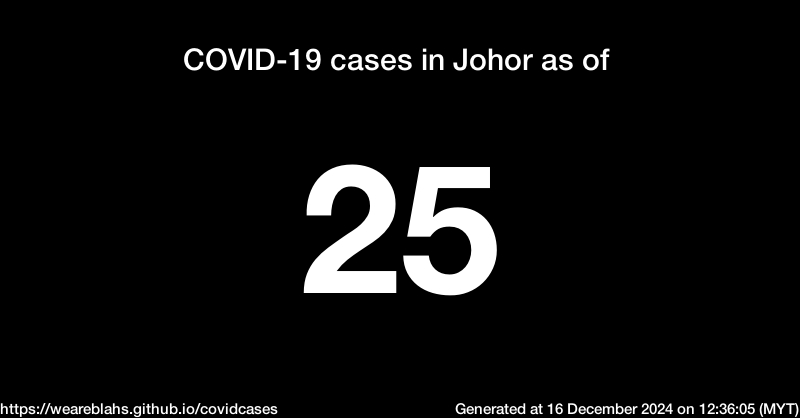 COVID-19 cases in Johor as of
25
https://weareblahs.github.io/covidcases
Generated at 16 December 2024 on 12:36:05 (MYT)